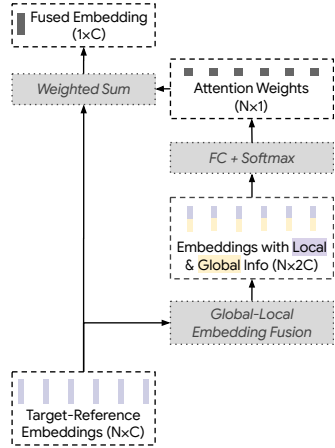 Fused Embedding
(1×C)
Weighted Sum
Attention Weights
(N×1)
FC + Softmax
Embeddings with Local
& Global Info (N×2C)
Global-Local
Embedding Fusion
Target-Reference
Embeddings (N×C)